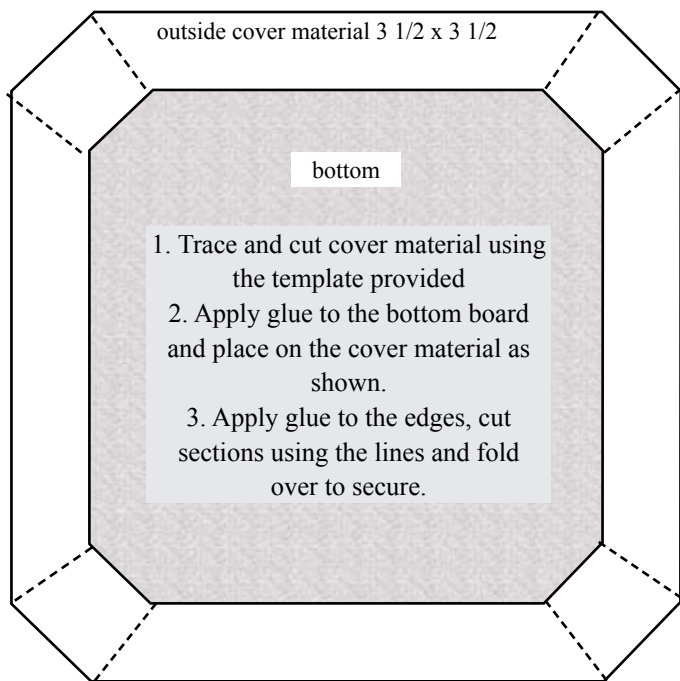 outside cover material 3 1/2 x 3 1/2
bottom
1. Trace and cut cover material using
the template provided
2. Apply glue to the bottom board
and place on the cover material as
shown.
3. Apply glue to the edges, cut
sections using the lines and fold
over to secure.